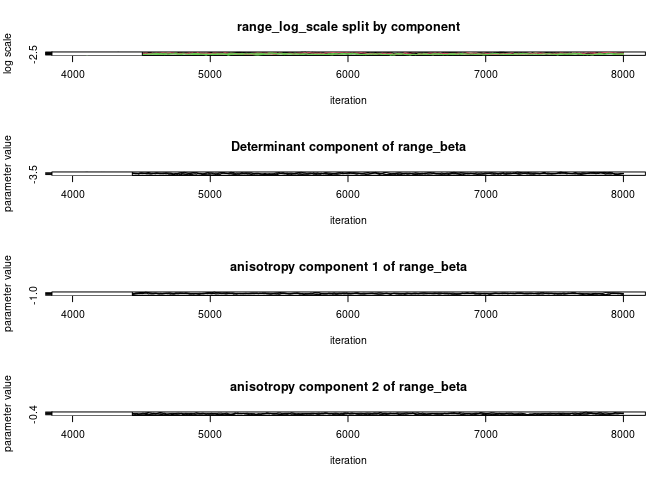 range_log_scale split by component
log scale
-2.5
4000 5000 6000 7000 8000
iteration
Determinant component of range_beta
parameter value
-3.5
4000 5000 6000 7000 8000
iteration
anisotropy component 1 of range_beta
parameter value
-1.0
4000 5000 6000 7000 8000
iteration
anisotropy component 2 of range_beta
parameter value
-0.4
4000 5000 6000 7000 8000
iteration